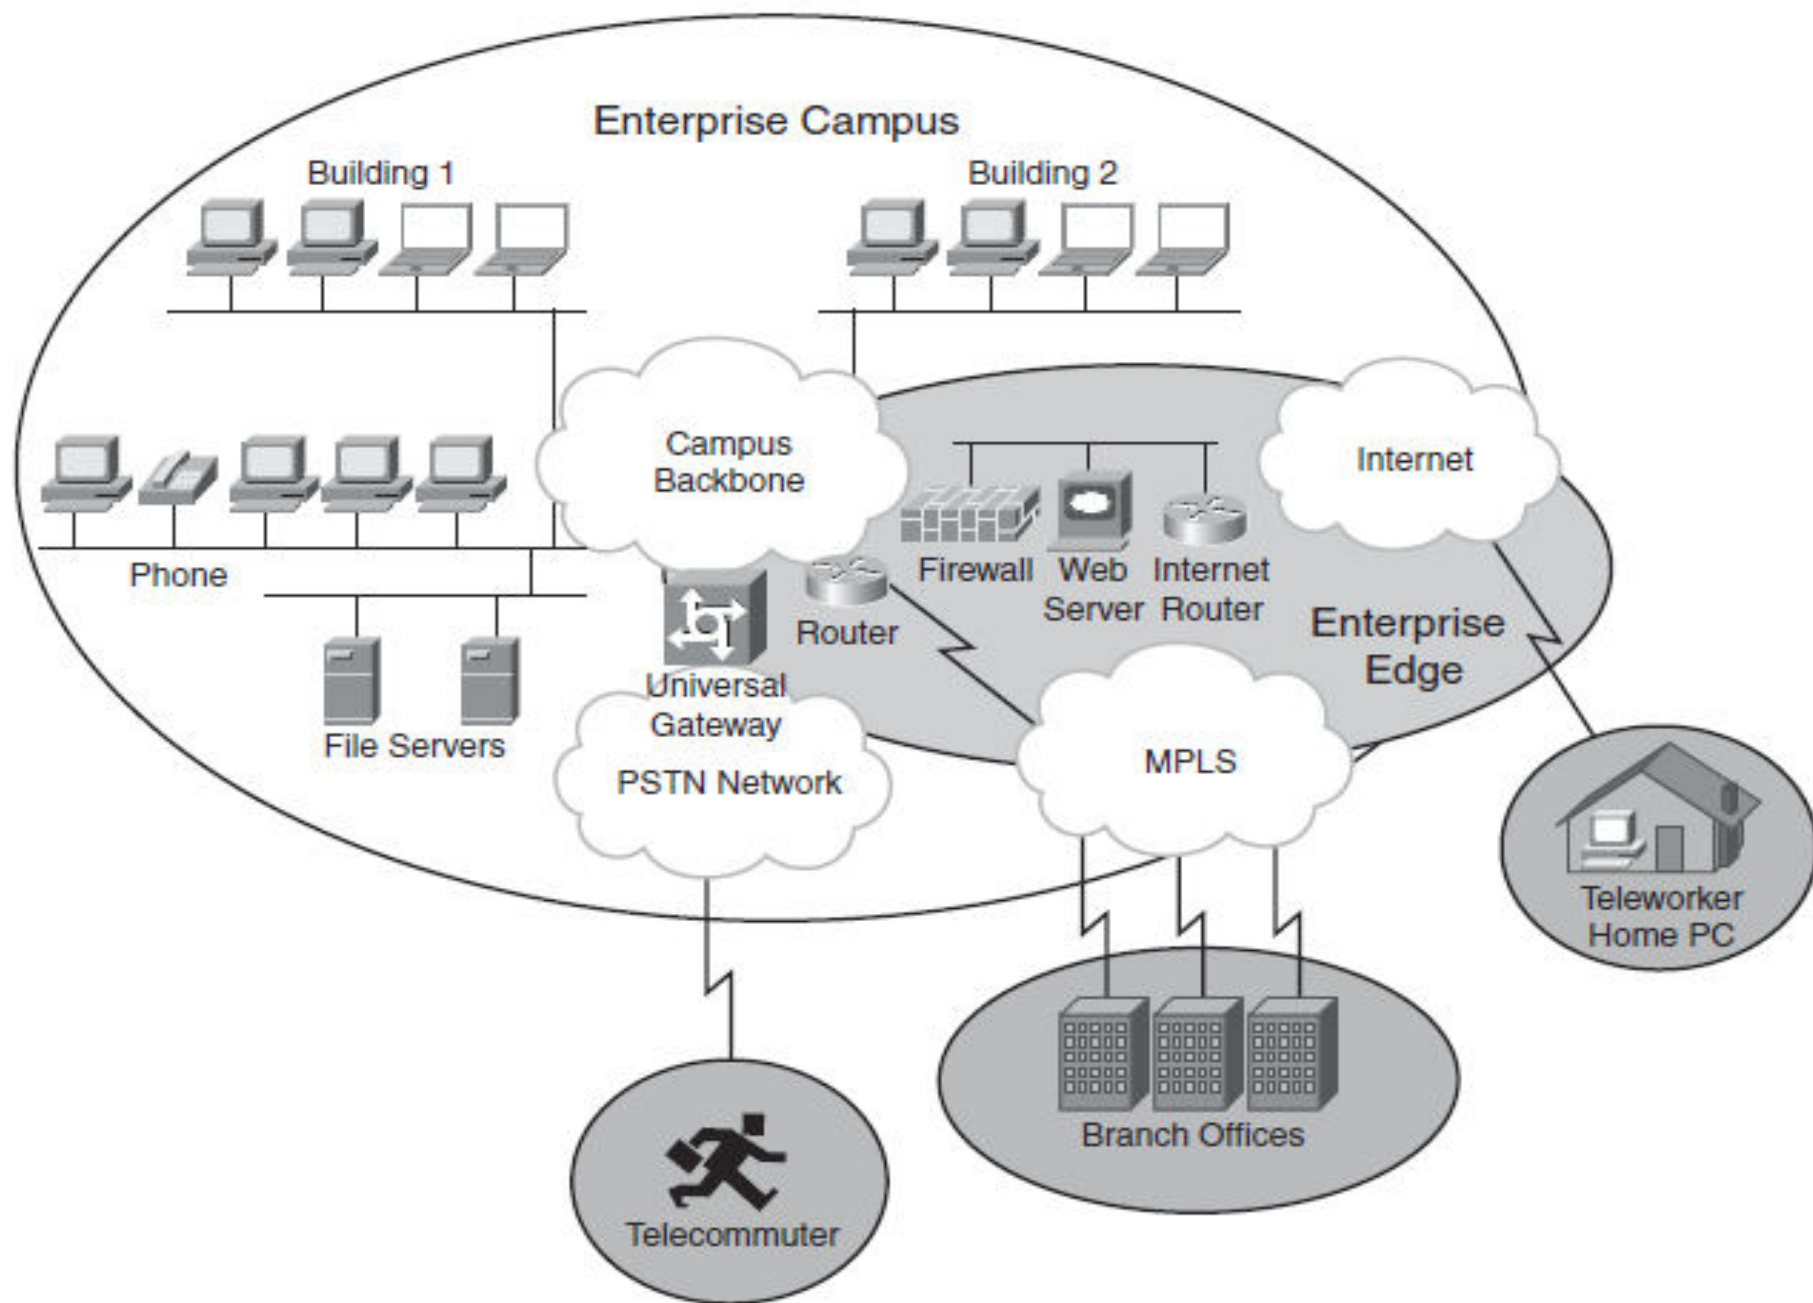 Enterprise Campus
Building 1
Building 2
Campus
Backbone
Internet
Phone
Firewall
Web
Server
Internet
Router
Router
Enterprise
Edge
File Servers
Universal
Gateway
PSTN Network
MPLS
Teleworker
Home PC
Branch Offices
Telecommuter